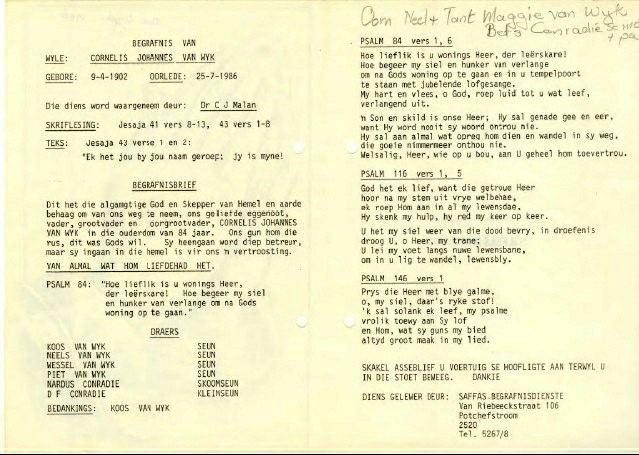 BEGRAFNIS VAN
WYLE: CORNELIS JOHANNES VAN WYK
GEBORE: 9-4-1902 OORLEDE: 25-7-1986
Die diens word waargeneem deur: Dr C J Malan
SKRIFLESING: Jesaja 41 vers 8-13, 43 vers 1-8
TEKS: Jesaja 43 verse 1 en 2:
"Ek het jou by jou naam geroep: jy is myne!
BEGRAFNISBRIEF
Dit het die algamgtige God en Skepper van Hemel en aarde
behaag om van ons weg te neem, ons geliefde eggenoot,
vader, grootvader en oorgrootvader, CORNELIS JOHANNES
VAN WYK in die ouderdom van 84 jaar. Ons gun hom die
rus, dit was Gods wil. Sy heengaan word diep betreur,
maar sy ingaan in die hemel is vir ons 'n vertroosting.
VAN ALMAL WAT HOM LIEFDEHAD HET.
PSALM 84: "Hoe lieflik is u wonings Heer,
der leërskare! Hoe begeer my siel
en hunker van verlange om na Gods
woning op te gaan."
DRAERS
KOOS VAN WYK SEUN
NEELS VAN WYK SEUN
WESSEL VAN WYK SEUN
PIET VAN WYK SEUN
NARDUS CONRADIE SKOONSEUN
D F CONRADIE KLEINSEUN
BEDANKINGS: KOOS VAN WYK
Oom Neel + Tant Maggie van Wyk
Bets Conradie se ma
+ pa
PSALM 84 vers 1, 6
Hoe lieflik is u wonings Heer, der leërskare!
Hoe begeer my siel en hunker van verlange
om na Gods woning op te gaan en in u tempelpoort
te staan met jubelende lofgesange.
My hart en vlees, o God, roep luid tot u wat leef,
verlangend uit.
'n Son en skild is onse Heer; Hy sal genade gee en eer,
want Hy word nooit sy woord ontrou nie.
Hy sal aan almal wat opreg hom dien en wandel in sy weg,
die goeie nimmermeer onthou nie.
Welsalig, Heer, wie op u bou, aan U geheel hom toevertrou.
PSALM 116 vers 1, 5
God het ek lief, want die getroue Heer
hoor na my stem uit vrye welbehae,
ek roep Hom aan in al my lewensdae.
Hy skenk my hulp, hy red my keer op keer.
U het my siel weer van die dood bevry, in droefenis
droog U, o Heer, my trane;
U lei my voet langs nuwe lewensbane,
om in u lig te wandel, lewensbly.
PSALM 146 vers 1
Prys die Heer met blye galme,
o, my siel, daar's ryke stof!
'k sal solank ek leef, my psalme
vrolik toewy aan Sy lof
en Hom, wat sy guns my bied
altyd groot maak in my lied.
SKAKEL ASSEBLIEF U VOERTUIG SE HOOFLIGTE AAN TERWYL U
IN DIE STOET BEWEEG. DANKIE
DIENS GELEWER DEUR: SAFFAS.BEGRAFNISDIENSTE
Van Riebeeckstraat 106
Potchefstroom
2520
Tel. 5267/8